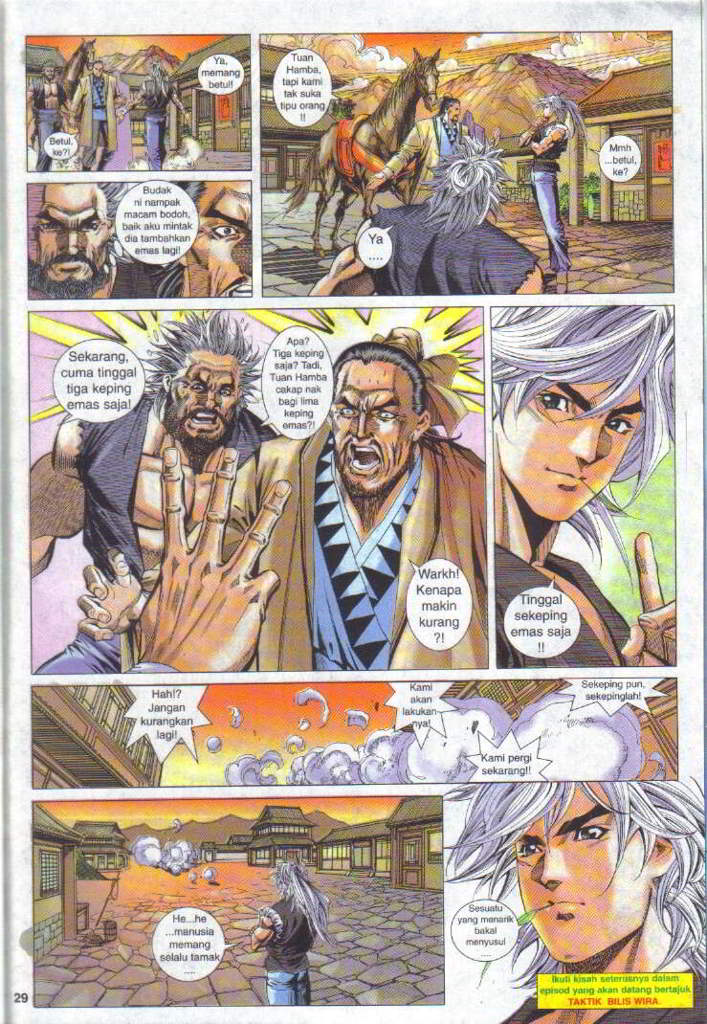 Ya,
memang
betul!
Betul,
ke?
Tuan
Hamba,
tapi kami
tak suka
tipu orang
!!
Mmh
...betul,
ke?
Ya
....
Budak
ni nampak
macam bodoh,
baik aku mintak
dia tambahkan
emas lagi!
Sekarang,
cuma tinggal
tiga keping
emas saja!
Apa?
Tiga keping
saja? Tadi,
Tuan Hamba
cakap nak
bagi lima
keping
emas?!
Warkh!
Kenapa
makin
kurang
?!
Tinggal
sekeping
emas saja
!!
Hah!?
Jangan
kurangkan
lagi!
Kami
akan
lakukan
nya!
Kami pergi
sekarang!!
Sekeping pun,
sekepinglah!
He...he
...manusia
memang
selalu tamak
....
Sesuatu
yang menarik
bakal
menyusul
....
Ikuti kisah seterusnya dalam
episod yang akan datang bertajuk
TAKTIK BILIS WIRA.
29